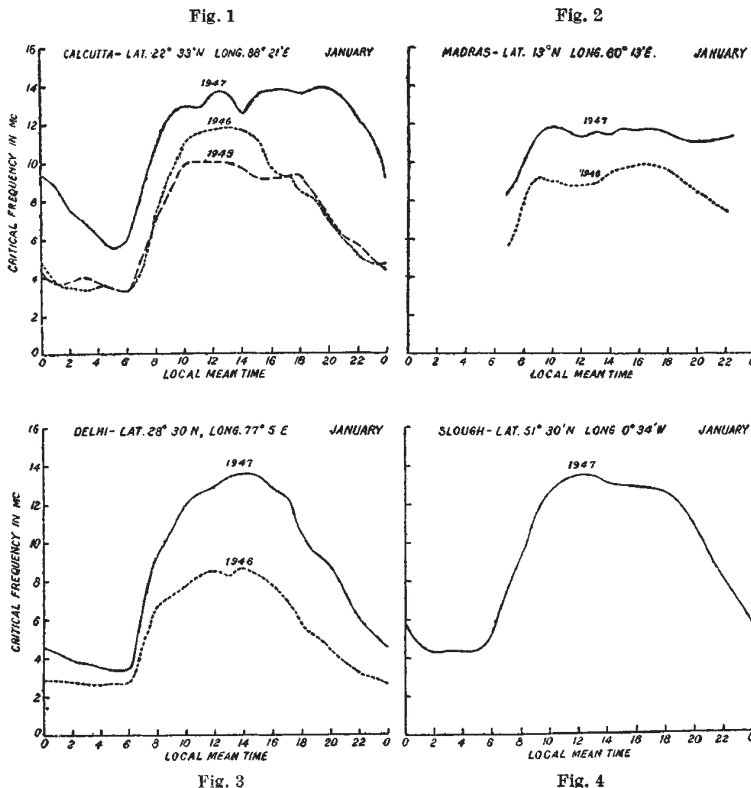 Fig. 1
Fig. 2
CALCUTTA- LAT. 22° 33'N LONG. 88° 21'E JANUARY
MADRAS- LAT. 13°N LONG. 80° 13'E. JANUARY
16
14
12
10
8
6
4
2
0
CRITICAL FREQUENCY IN MC
1947
1946
1945
1947
1946
0 2 4 6 8 10 12 14 16 18 20 22 0
LOCAL MEAN TIME
0 2 4 6 8 10 12 14 16 18 20 22 0
LOCAL MEAN TIME
DELHI- LAT. 28° 30 N, LONG. 77° 5 E JANUARY
SLOUGH- LAT. 51° 30'N LONG 0° 34'W JANUARY
16
14
12
10
8
6
4
2
0
CRITICAL FREQUENCY IN MC
1947
1946
1947
0 2 4 6 8 10 12 14 16 18 20 22 0
LOCAL MEAN TIME
2 4 6 8 10 12 14 16 18 20 22 24
LOCAL MEAN TIME
Fig. 3
Fig. 4